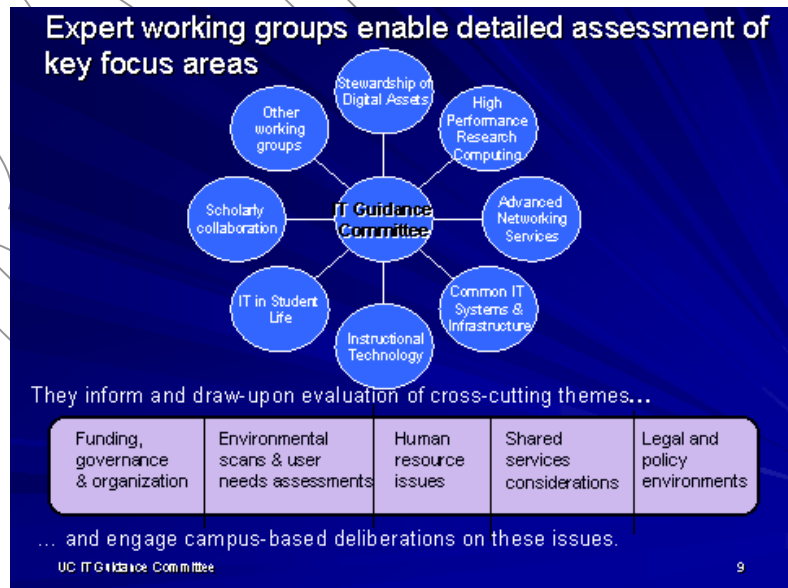 Expert working groups enable detailed assessment of
key focus areas
Stewardship of
Digital Assets
High
Performance
Research
Computing
Other
working
groups
Scholarly
collaboration
IT Guidance
Committee
Advanced
Networking
Services
IT in Student
Life
Common IT
Systems &
Infrastructure
Instructional
Technology
They inform and draw-upon evaluation of cross-cutting themes...
Funding,
governance
& organization
Environmental
scans & user
needs assessments
Human
resource
issues
Shared
services
considerations
Legal and
policy
environments
... and engage campus-based deliberations on these issues.
UC IT Guidance Committee
9